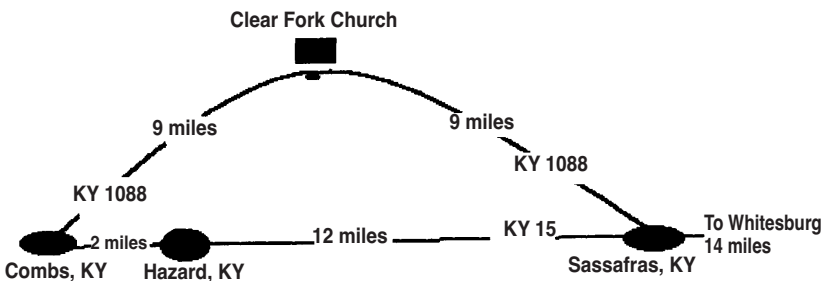 Clear Fork Church
9 miles
9 miles
KY 1088
KY 1088
2 miles
12 miles
KY 15
To Whitesburg
14 miles
Combs, KY
Hazard, KY
Sassafras, KY